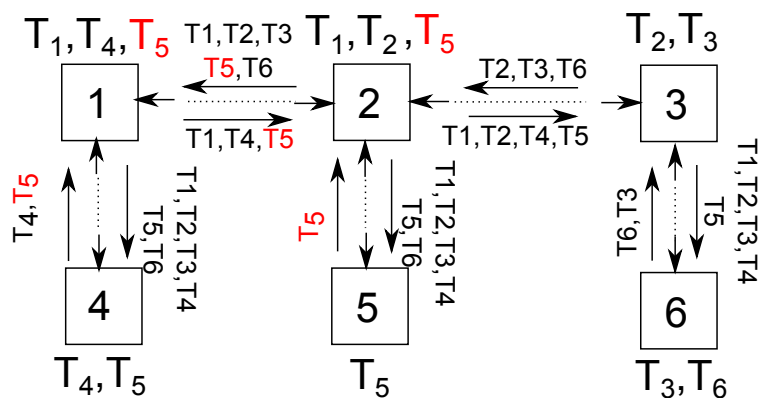 T1,T4,T5
T1,T2,T3
T5,T6
T1,T2,T5
T2,T3,T6
T2,T3
1
2
3
T1,T4,T5
T1,T2,T4,T5
T4,T5
T1,T2,T3,T4
T5,T6
T5
T1,T2,T3,T4
T5,T6
T6,T3
T1,T2,T3,T4
T5
4
5
6
T4,T5
T5
T3,T6